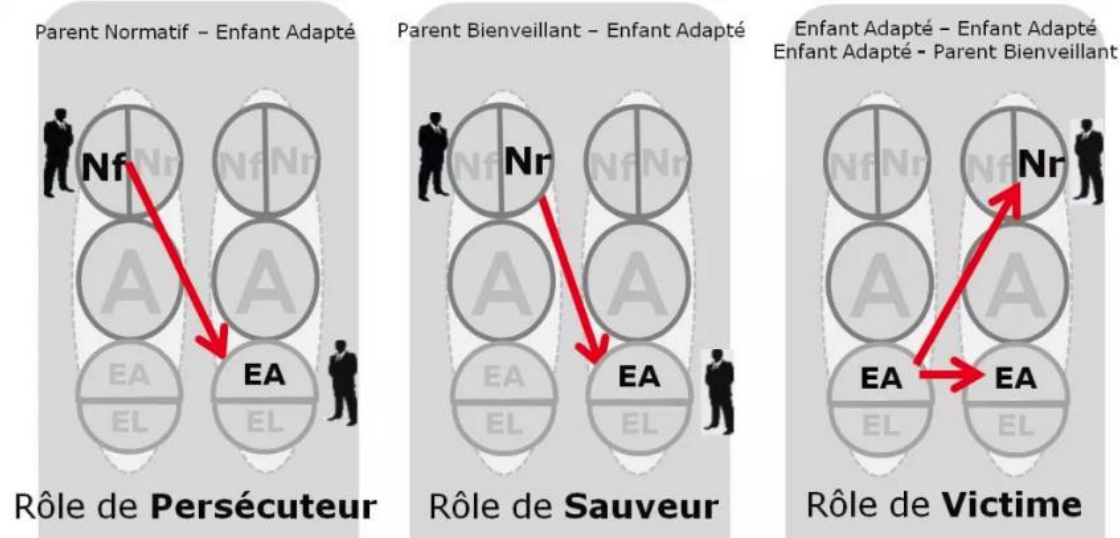 Parent Normatif – Enfant Adapté
Nf Nr
Nf Nr
A
A
EA
EA
EL
EL
Rôle de Persécuteur
Parent Bienveillant – Enfant Adapté
Nf Nr
Nf Nr
A
A
EA
EA
EL
EL
Rôle de Sauveur
Enfant Adapté – Enfant Adapté
Enfant Adapté - Parent Bienveillant
Nf Nr
Nf Nr
A
A
EA
EA
EL
EL
Rôle de Victime